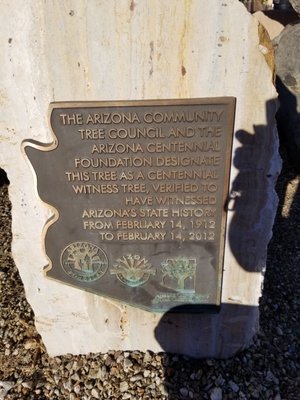 THE ARIZONA COMMUNITY
TREE COUNCIL AND THE
ARIZONA CENTENNIAL
FOUNDATION DESIGNATE
THIS TREE AS A CENTENNIAL
WITNESS TREE, VERIFIED TO
HAVE WITNESSED
ARIZONA'S STATE HISTORY
FROM FEBRUARY 14, 1912
TO FEBRUARY 14, 2012